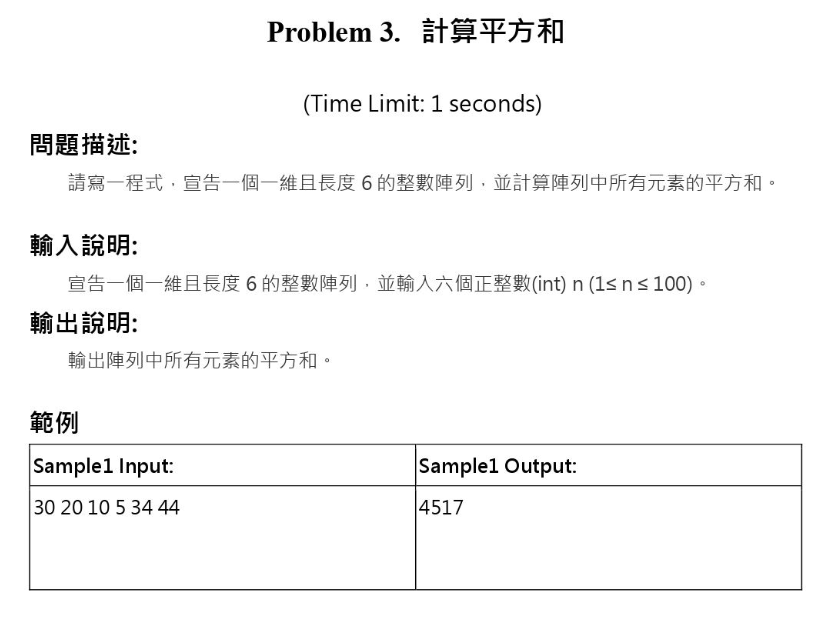 Problem 3. 計算平方和
(Time Limit: 1 seconds)
問題描述:
請寫一程式，宣告一個一維且長度 6 的整數陣列，並計算陣列中所有元素的平方和。
輸入說明:
宣告一個一維且長度 6 的整數陣列，並輸入六個正整數(int) n (1≤ n ≤ 100)。
輸出說明:
輸出陣列中所有元素的平方和。
範例
Sample1 Input: Sample1 Output:
30 20 10 5 34 44 4517